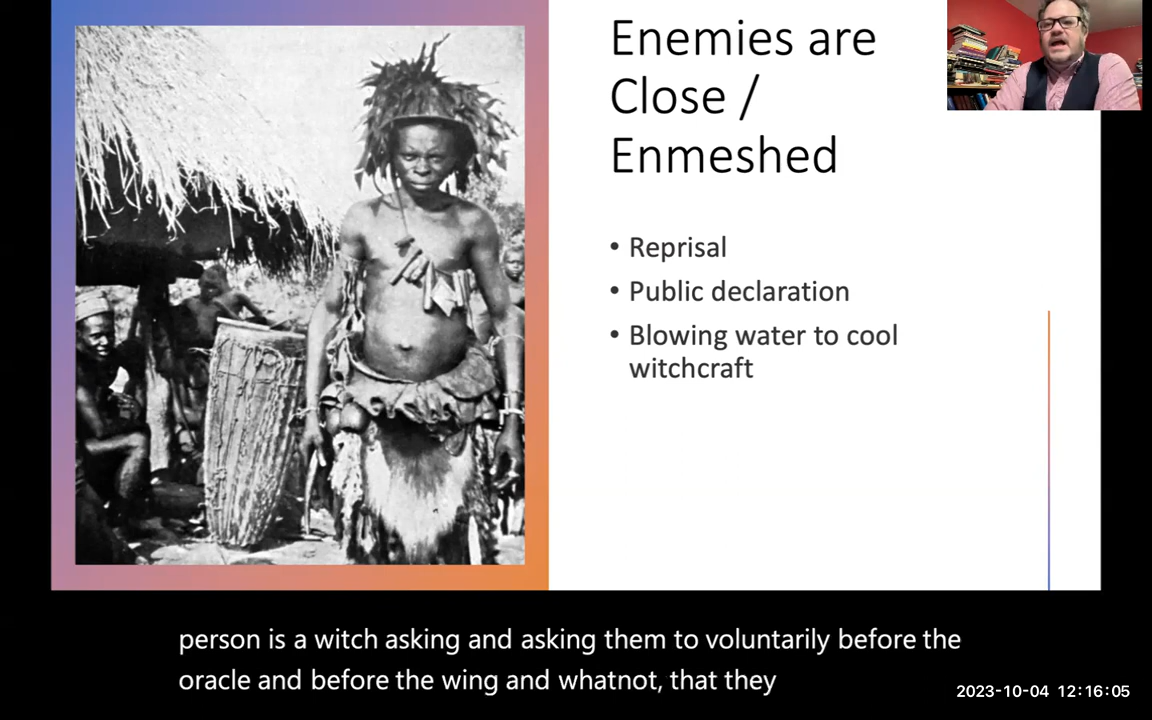 Enemies are
Close /
Enmeshed
• Reprisal
• Public declaration
• Blowing water to cool
witchcraft
person is a witch asking and asking them to voluntarily before the
oracle and before the wing and whatnot, that they
2023-10-04 12:16:05